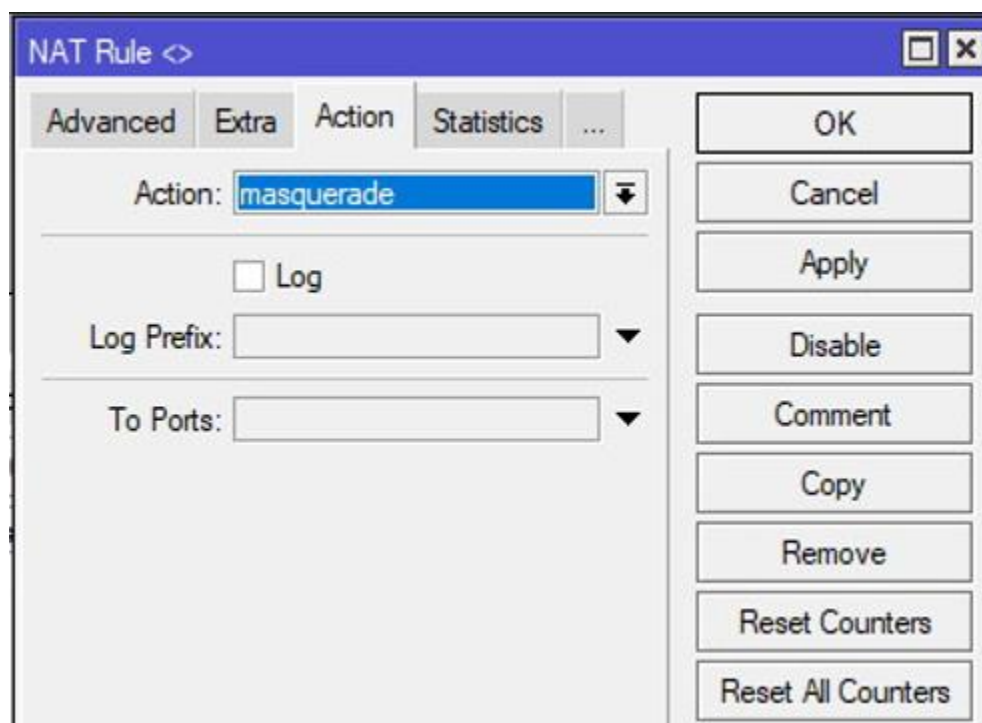 NAT Rule <>
Advanced Extra Action Statistics ...
Action: masquerade
Log
Log Prefix:
To Ports:
OK
Cancel
Apply
Disable
Comment
Copy
Remove
Reset Counters
Reset All Counters